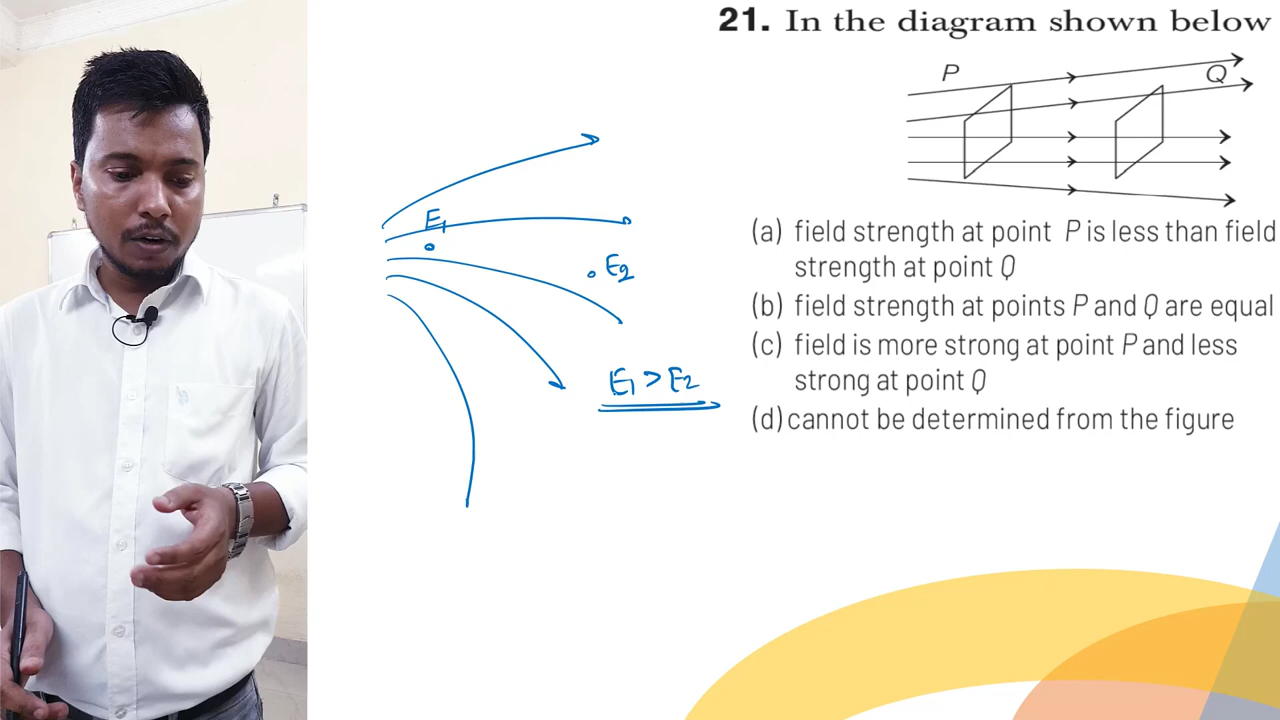 21. In the diagram shown below
P
Q
(a) field strength at point P is less than field
strength at point Q
(b) field strength at points P and Q are equal
(c) field is more strong at point P and less
strong at point Q
(d) cannot be determined from the figure
E₁
E₂
E₁ > E₂